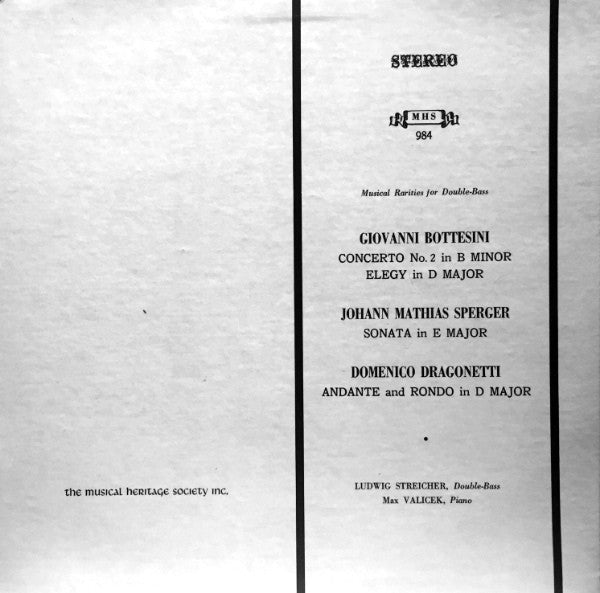 STEREO
MHS
984
Musical Rarities for Double-Bass
GIOVANNI BOTTESINI
CONCERTO No. 2 in B MINOR
ELEGY in D MAJOR
JOHANN MATHIAS SPERGER
SONATA in E MAJOR
DOMENICO DRAGONETTI
ANDANTE and RONDO in D MAJOR
the musical heritage society inc.
LUDWIG STREICHER, Double-Bass
Max VALICEK, Piano